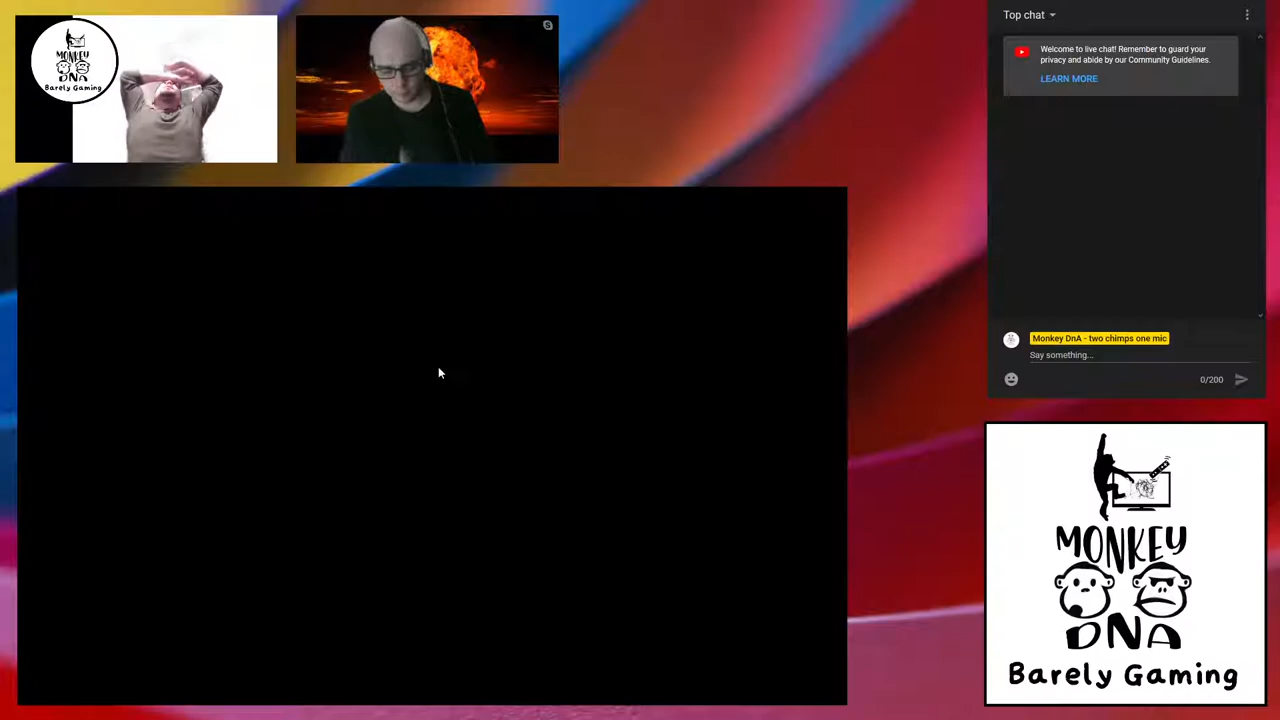 MONKEY
DNA
Barely Gaming
Top chat
Welcome to live chat! Remember to guard your
privacy and abide by our Community Guidelines.
LEARN MORE
Monkey DnA - two chimps one mic
Say something...
0/200
MONKEY
DNA
Barely Gaming